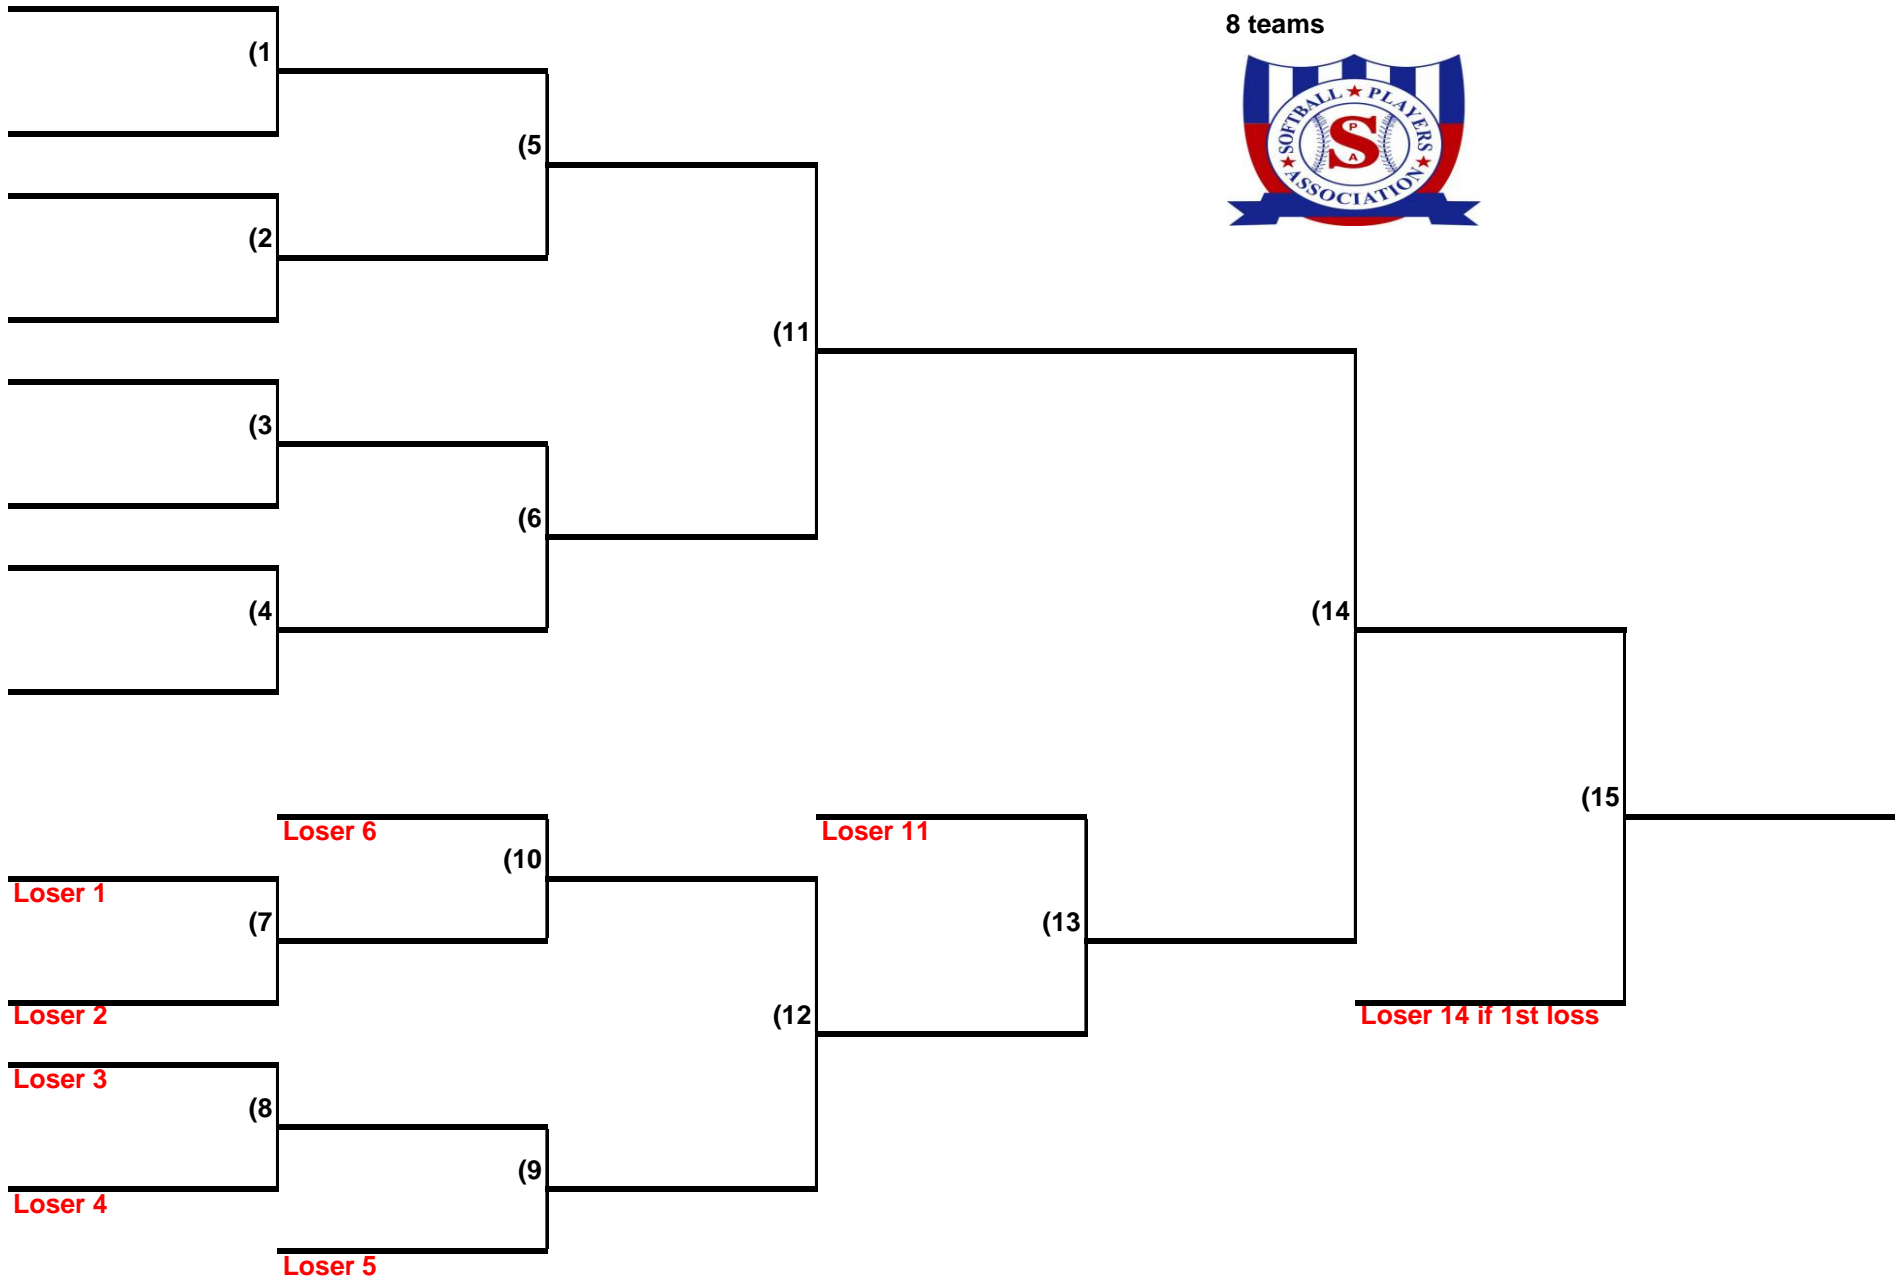 8 teams
SOFTBALL ★ PLAYERS
★ ASSOCIATION ★
P
S
A
(1
(5
(2
(11
(3
(6
(4
(14
(15
Loser 6
Loser 11
(10
Loser 1
(7
(13
Loser 2
(12
Loser 14 if 1st loss
Loser 3
(8
(9
Loser 4
Loser 5